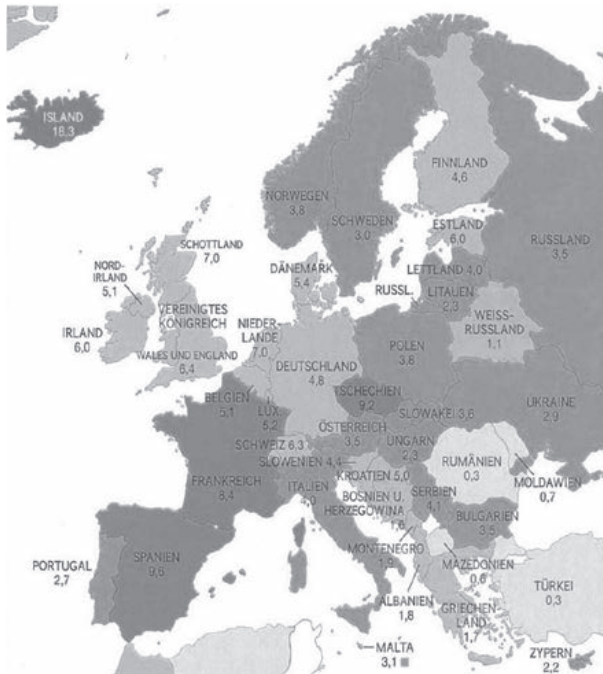 ISLAND
18,3
FINNLAND
4,6
NORWEGEN
3,8
SCHWEDEN
3,0
ESTLAND
6,0
RUSSLAND
3,5
SCHOTTLAND
7,0
DÄNEMARK
5,4
LETTLAND 4,0
RUSSL.
LITAUEN
2,3
NORD-
IRLAND
5,1
VEREINIGTES
KÖNIGREICH
WEISS-
RUSSLAND
1,1
IRLAND
6,0
WALES UND ENGLAND
6,4
NIEDER-
LANDE
7,0
DEUTSCHLAND
4,8
POLEN
3,8
BELGIEN
5,1
LUX.
5,2
TSCHECHIEN
9,2
SLOWAKEI 3,6
UKRAINE
2,9
ÖSTERREICH
3,5
UNGARN
2,3
SCHWEIZ 6,3
SLOWENIEN 4,4
KROATIEN 5,0
RUMÄNIEN
0,3
MOLDAWIEN
0,7
FRANKREICH
8,4
ITALIEN
4,0
BOSNIEN U.
HERZEGOWINA
1,6
SERBIEN
4,1
BULGARIEN
3,5
MONTENEGRO
1,9
MAZEDONIEN
0,6
PORTUGAL
2,7
SPANIEN
9,6
ALBANIEN
1,8
GRIECHEN-
LAND
1,7
TÜRKEI
0,3
MALTA
3,1
ZYPERN
2,2